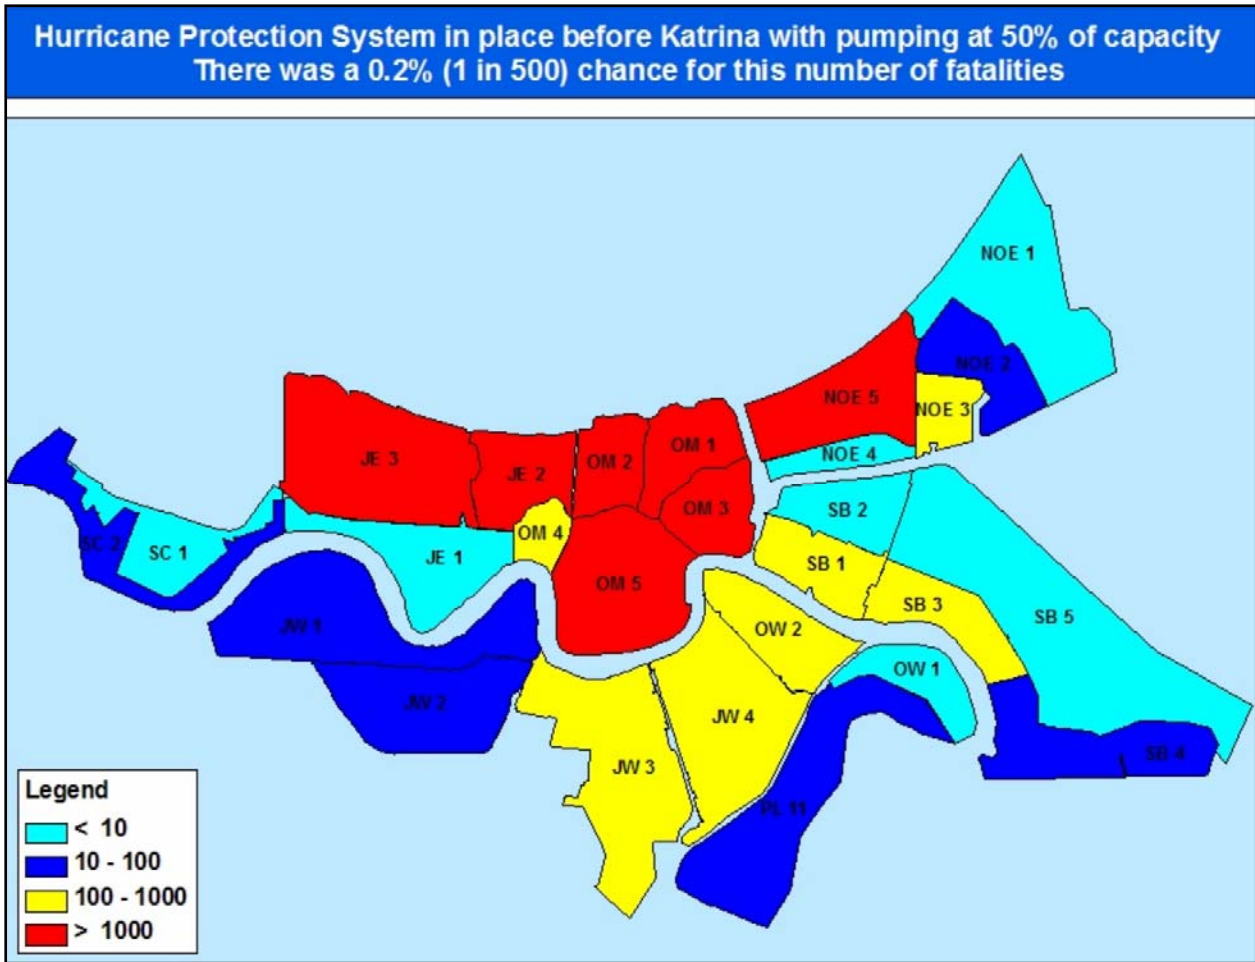 Hurricane Protection System in place before Katrina with pumping at 50% of capacity
There was a 0.2% (1 in 500) chance for this number of fatalities
NOE 1
NOE 2
NOE 5
NOE 3
OM 1
NOE 4
JE 3
JE 2
OM 2
OM 3
SB 2
OM 4
SC 2
SC 1
JE 1
SB 1
OM 5
SB 3
SB 5
JW 1
OW 2
OW 1
JW 2
JW 4
SB 4
JW 3
PL 11
Legend
< 10
10 - 100
100 - 1000
> 1000